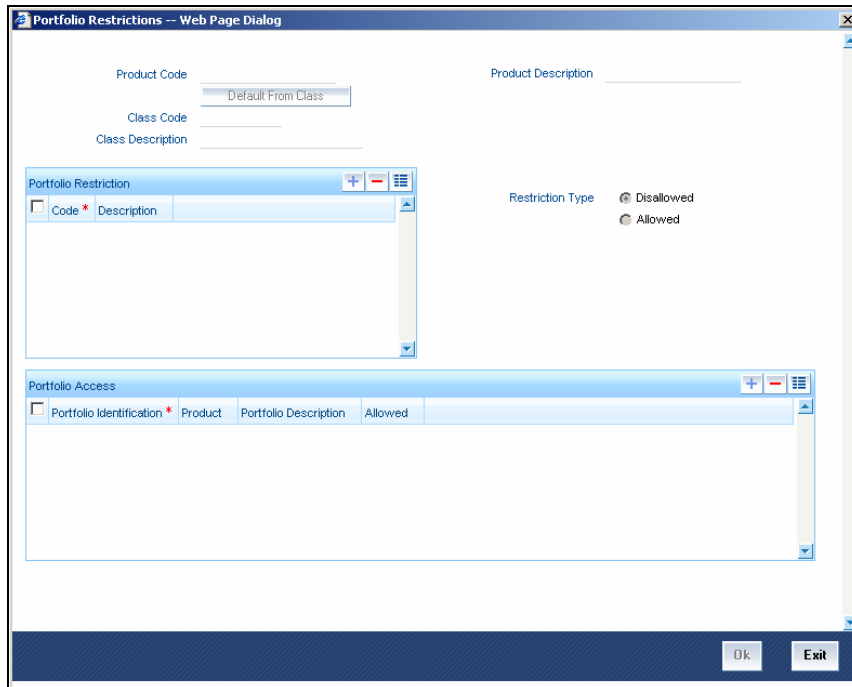 Portfolio Restrictions -- Web Page Dialog
Product Code
Product Description
Default From Class
Class Code
Class Description
Portfolio Restriction
Code * Description
Restriction Type
Disallowed
Allowed
Portfolio Access
Portfolio Identification * Product Portfolio Description Allowed
Ok Exit